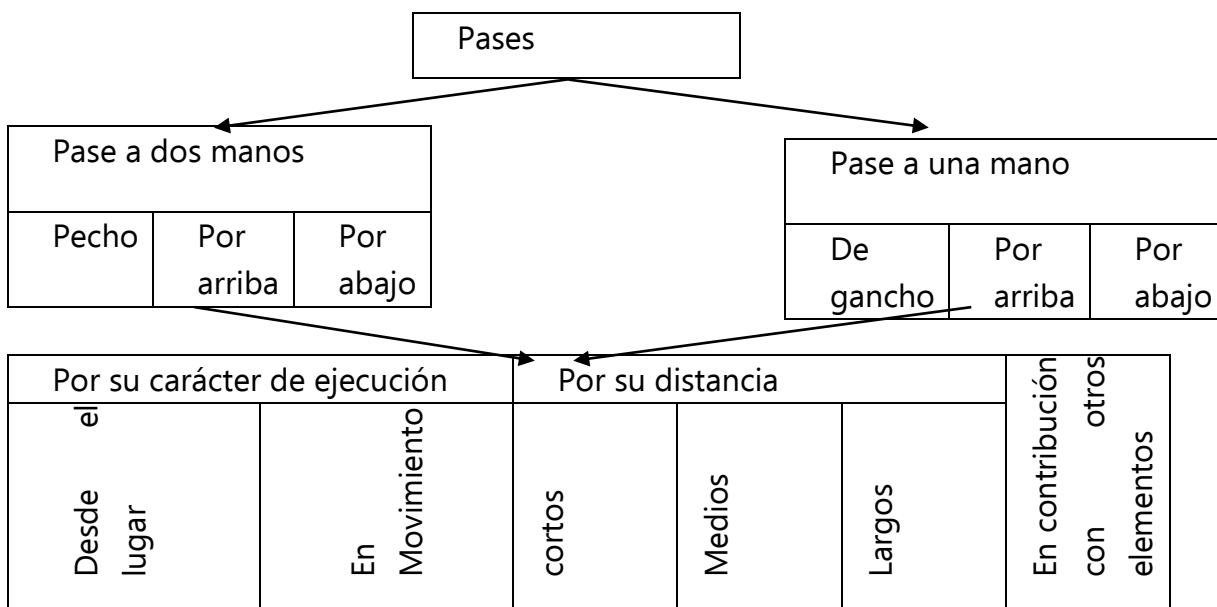 Pases
Pase a dos manos
Pase a una mano
Pecho
Por
arriba
Por
abajo
De
gancho
Por
arriba
Por
abajo
Por su carácter de ejecución
Por su distancia
Desde el
lugar
En
Movimiento
cortos
Medios
Largos
En contribución
con otros
elementos